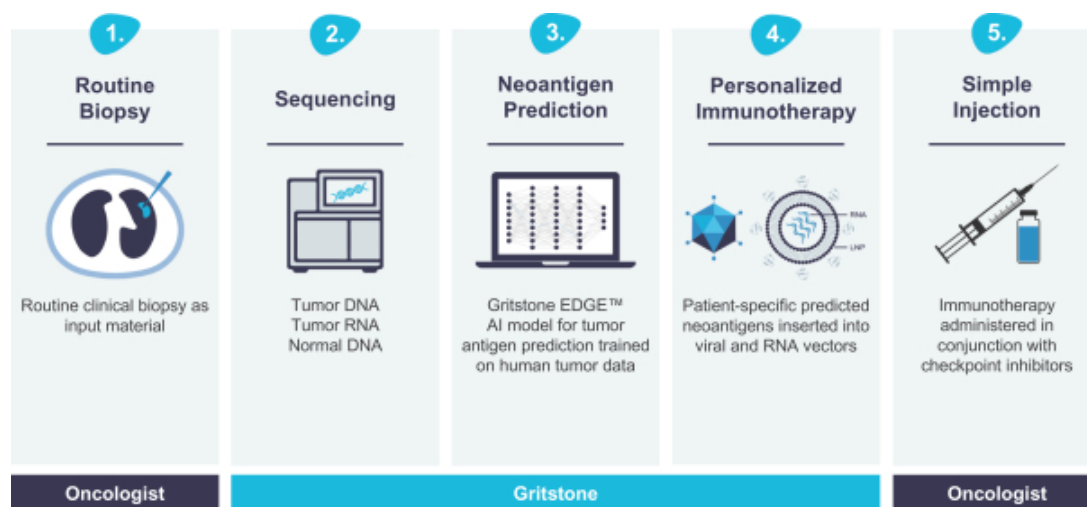 1.
Routine
Biopsy
Routine clinical biopsy as
input material
2.
Sequencing
Tumor DNA
Tumor RNA
Normal DNA
3.
Neoantigen
Prediction
Gritstone EDGE™
AI model for tumor
antigen prediction trained
on human tumor data
4.
Personalized
Immunotherapy
RNA
LNP
Patient-specific predicted
neoantigens inserted into
viral and RNA vectors
5.
Simple
Injection
Immunotherapy
administered in
conjunction with
checkpoint inhibitors
Oncologist
Gritstone
Oncologist